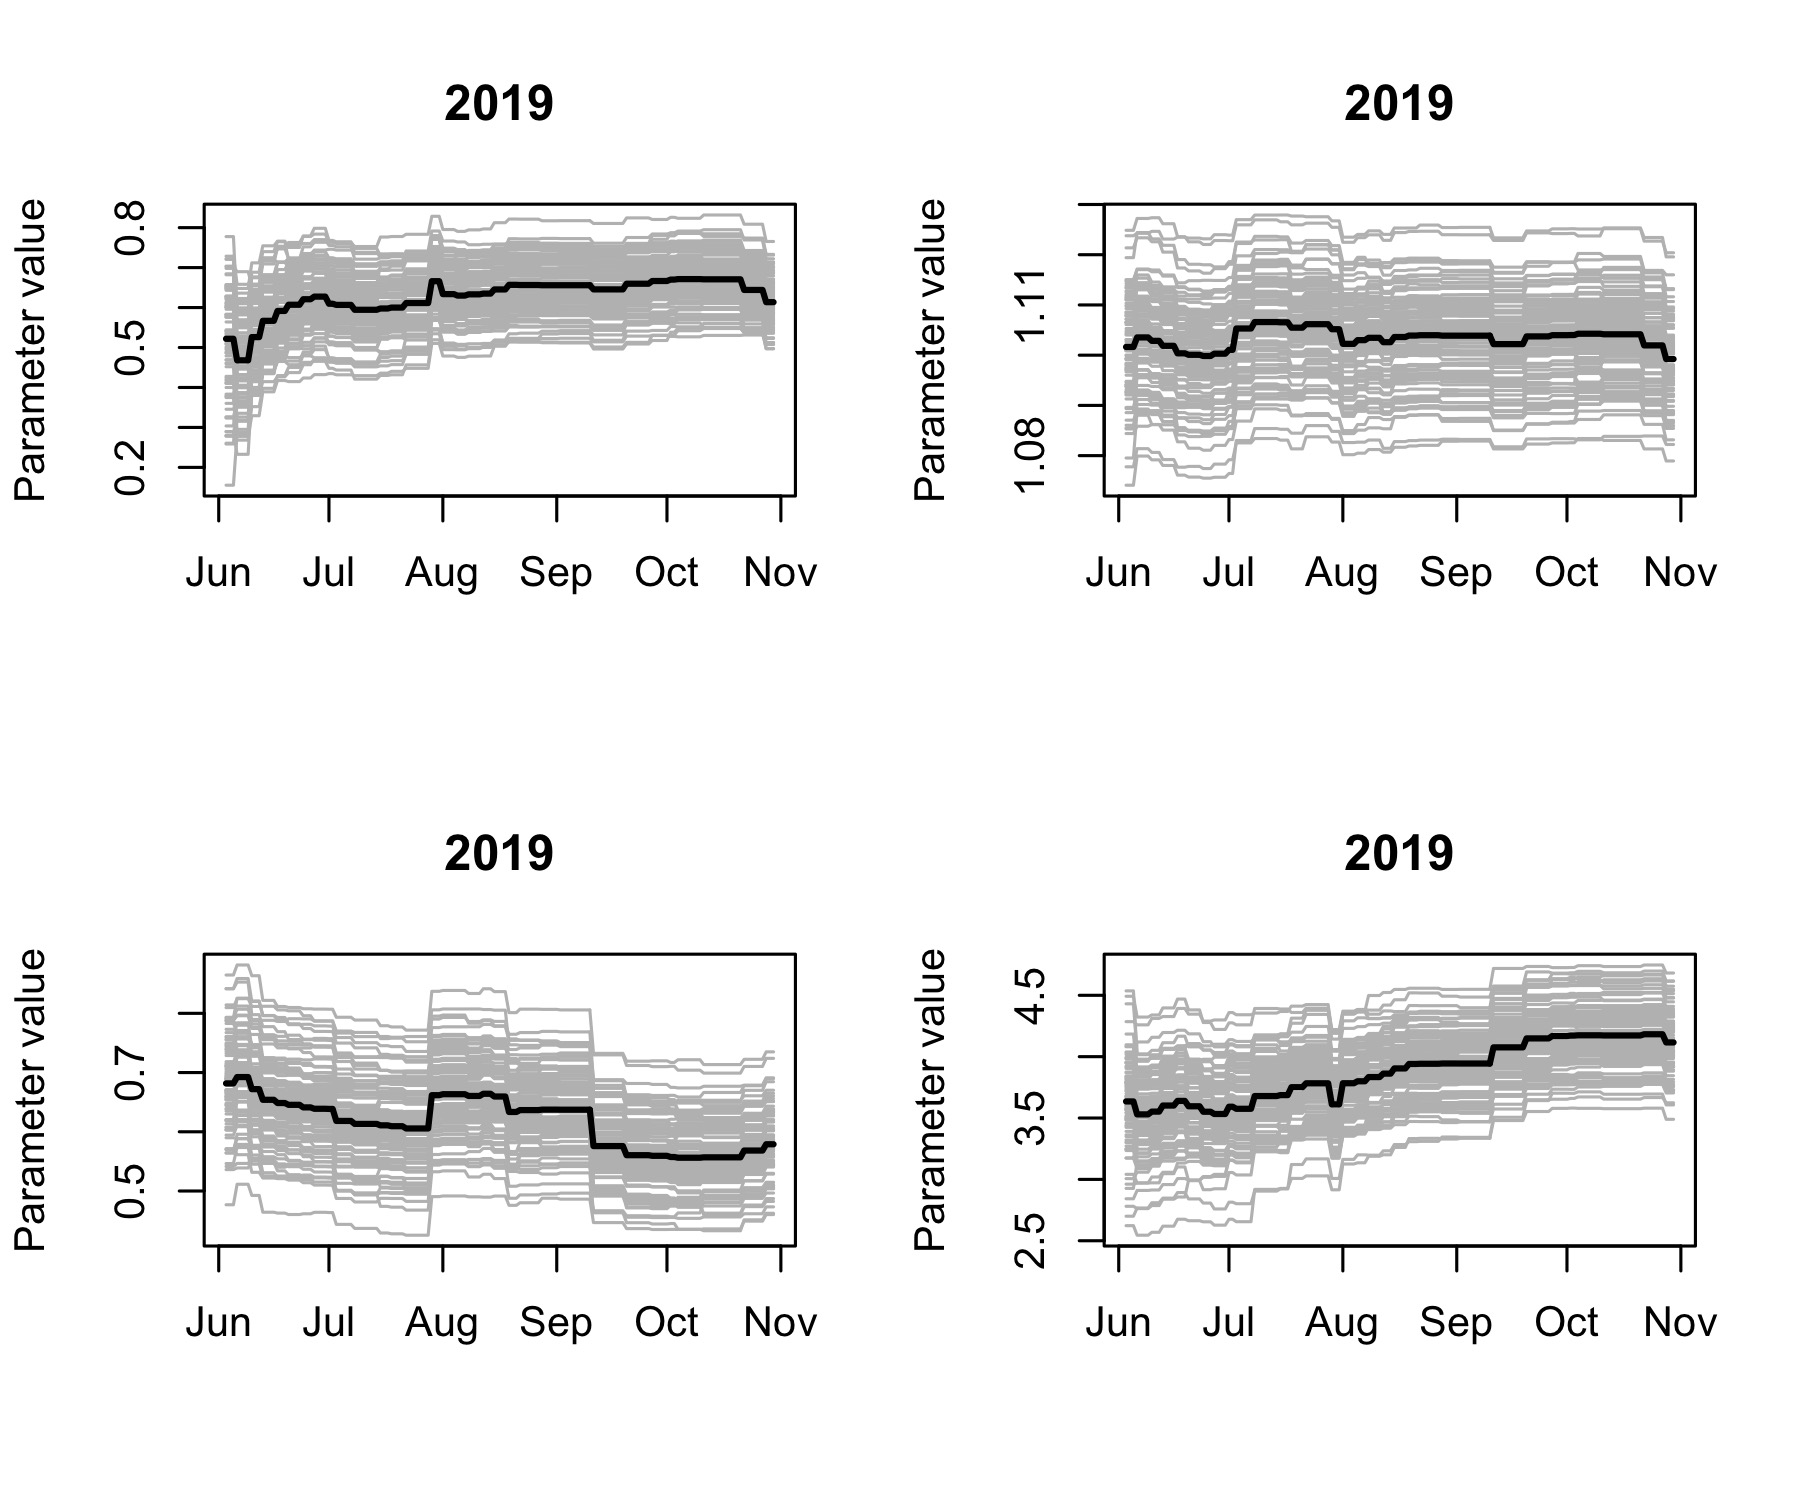 2019
Parameter value
0.2 0.5 0.8
Jun Jul Aug Sep Oct Nov
2019
Parameter value
1.08 1.11
Jun Jul Aug Sep Oct Nov
2019
Parameter value
0.5 0.7
Jun Jul Aug Sep Oct Nov
2019
Parameter value
2.5 3.5 4.5
Jun Jul Aug Sep Oct Nov